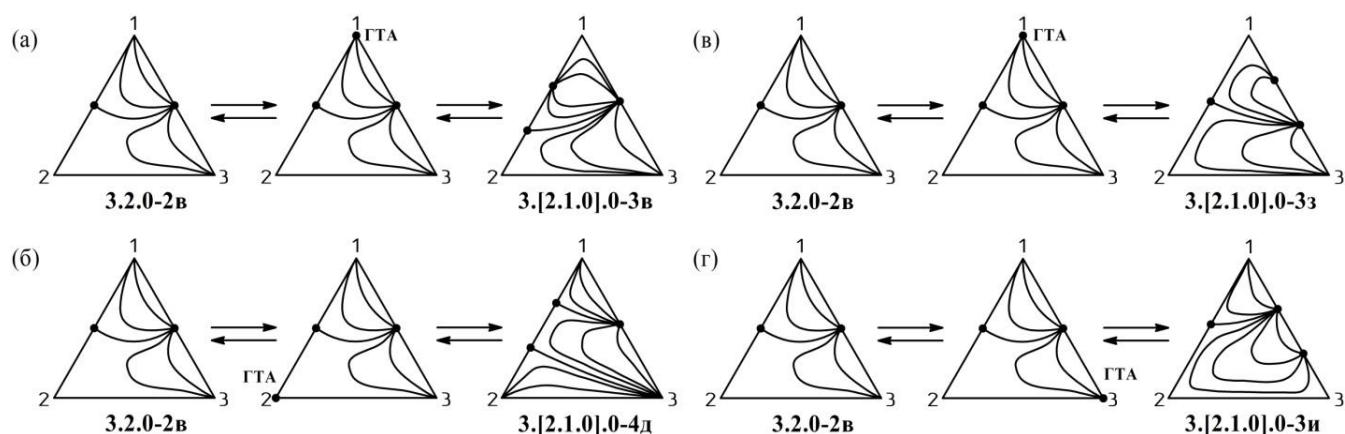 (а) 1 1 ГТА 1 (в) 1 1 ГТА 1
2 3 2 3 2 3 2 3 2 3 2 3
3.2.0-2в 3.[2.1.0].0-3в 3.2.0-2в 3.[2.1.0].0-3з
(б) 1 1 1 (г) 1 1 1
ГТА ГТА
2 3 2 3 2 3 2 3 2 3 2 3
3.2.0-2в 3.[2.1.0].0-4д 3.2.0-2в 3.[2.1.0].0-3и